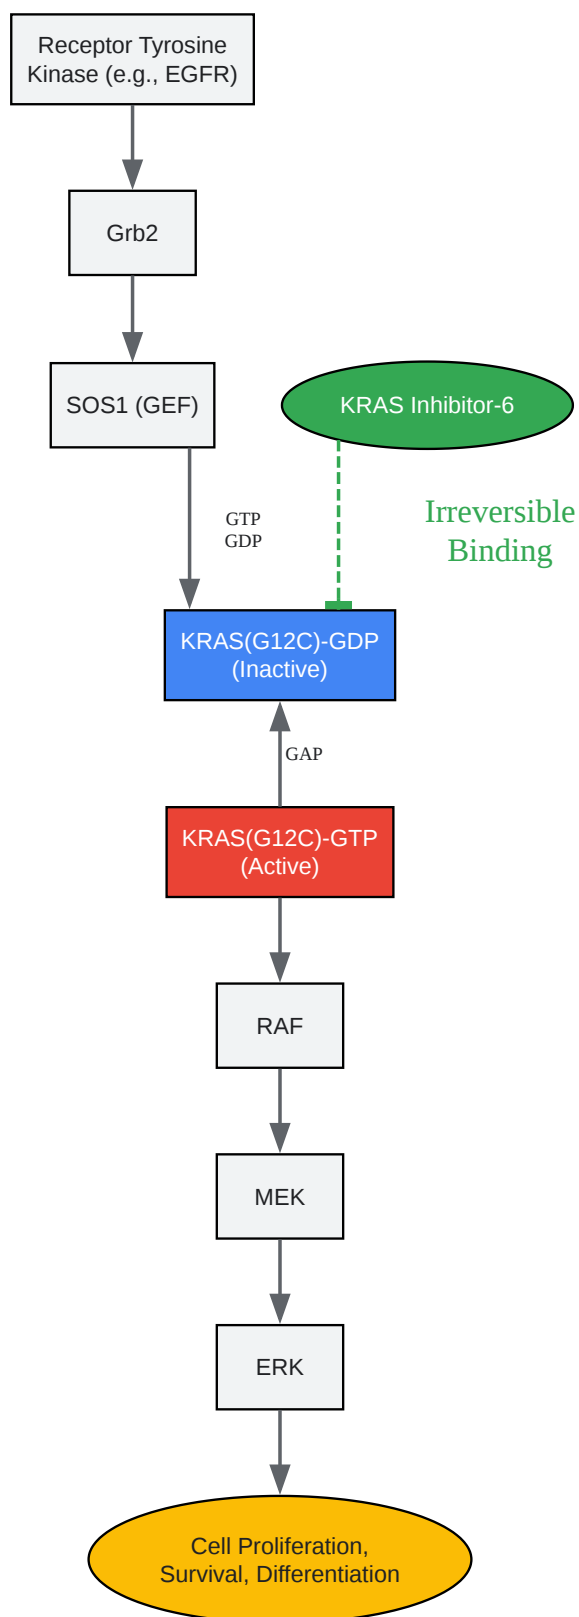 Receptor Tyrosine
Kinase (e.g., EGFR)
Grb2
SOS1 (GEF)
KRAS Inhibitor-6
GTP
GDP
Irreversible
Binding
KRAS(G12C)-GDP
(Inactive)
GAP
KRAS(G12C)-GTP
(Active)
RAF
MEK
ERK
Cell Proliferation,
Survival, Differentiation